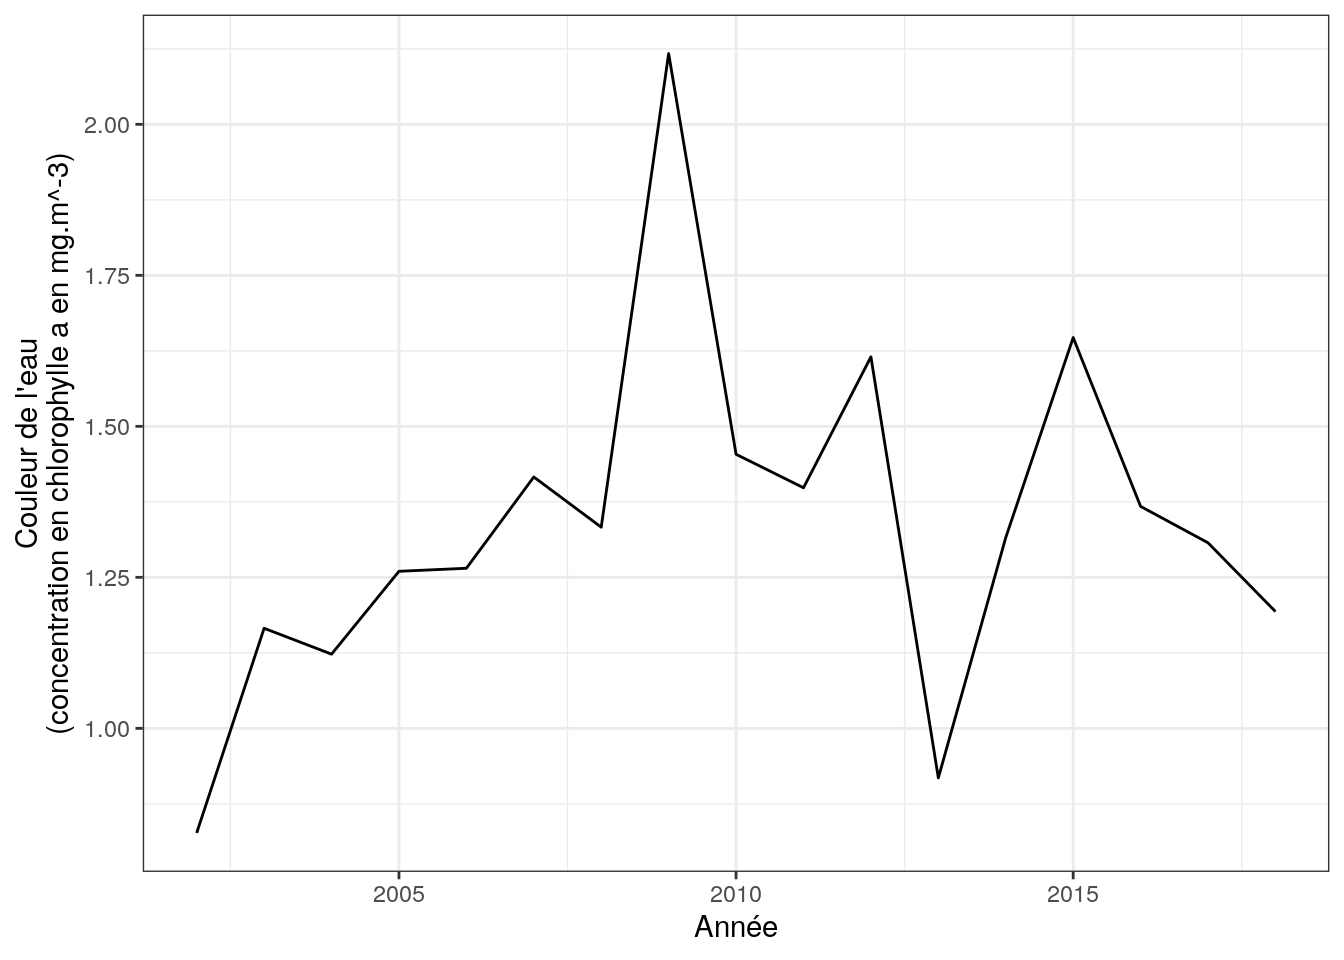 Couleur de l'eau
(concentration en chlorophylle a en mg.m^-3)
2.00
1.75
1.50
1.25
1.00
2005
2010
2015
Année